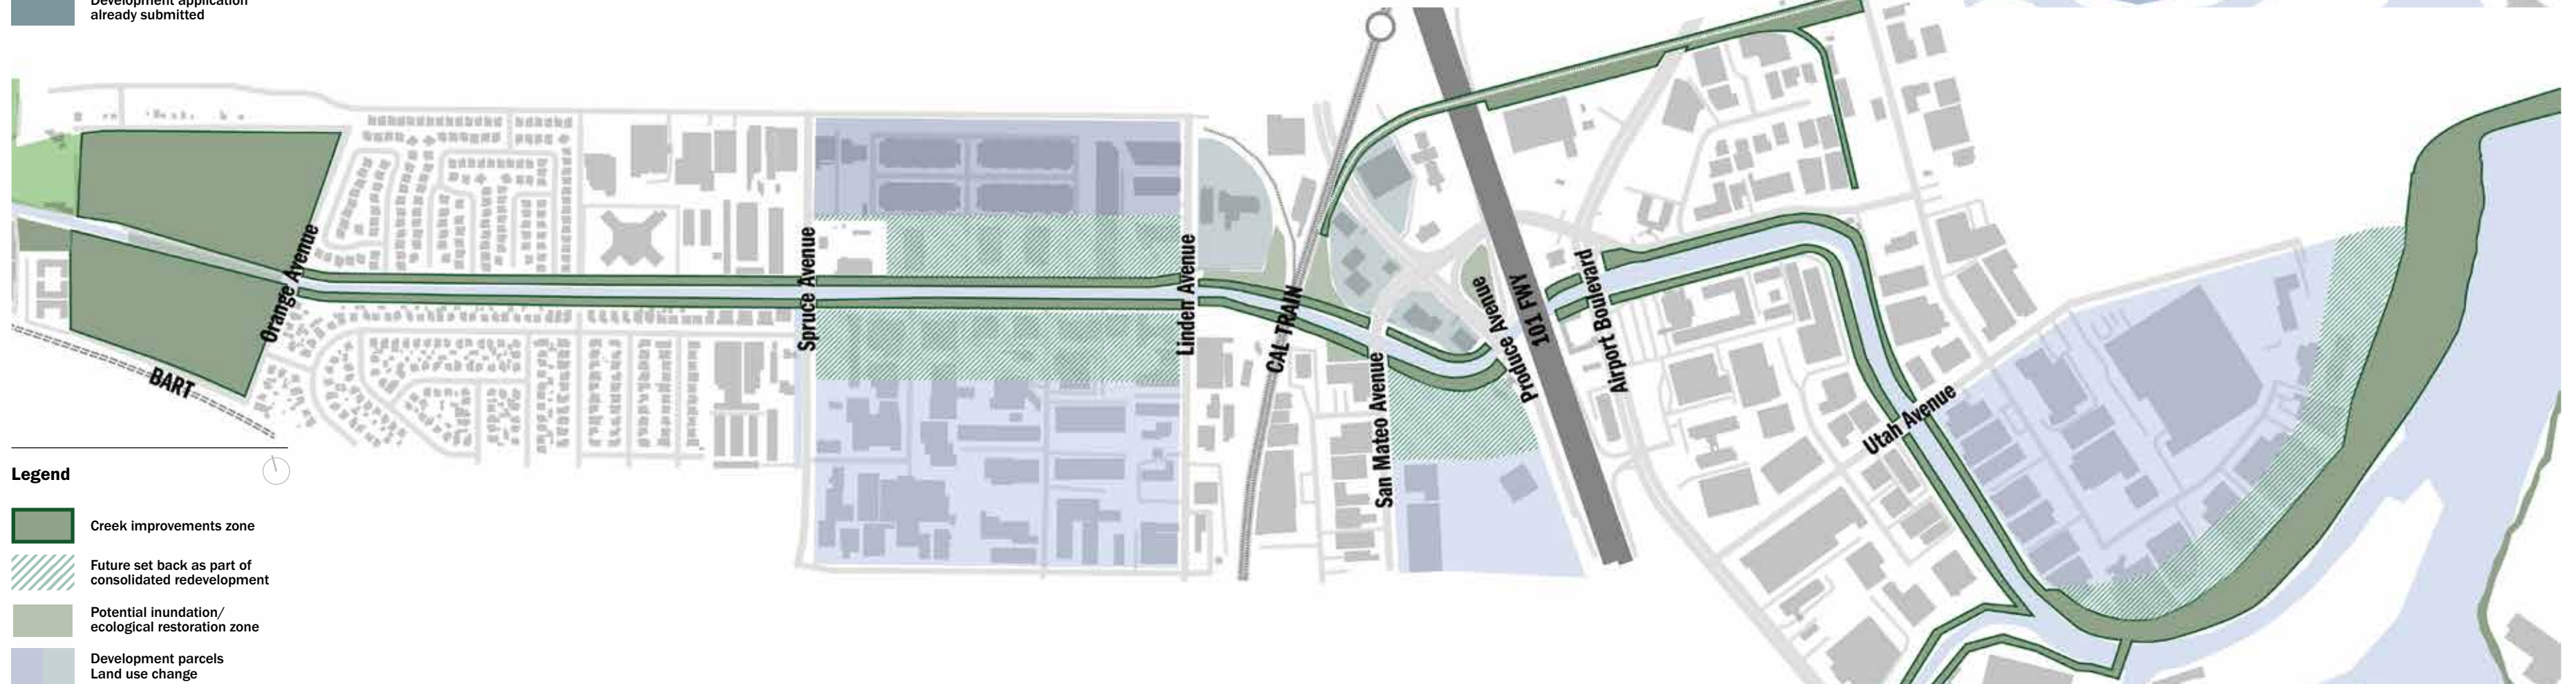 Development application
already submitted
Orange Avenue
BART
Spruce Avenue
Linden Avenue
CAL TRAIN
San Mateo Avenue
Produce Avenue
101 FWY
Airport Boulevard
Utah Avenue
Legend
Creek improvements zone
Future set back as part of
consolidated redevelopment
Potential inundation/
ecological restoration zone
Development parcels
Land use change